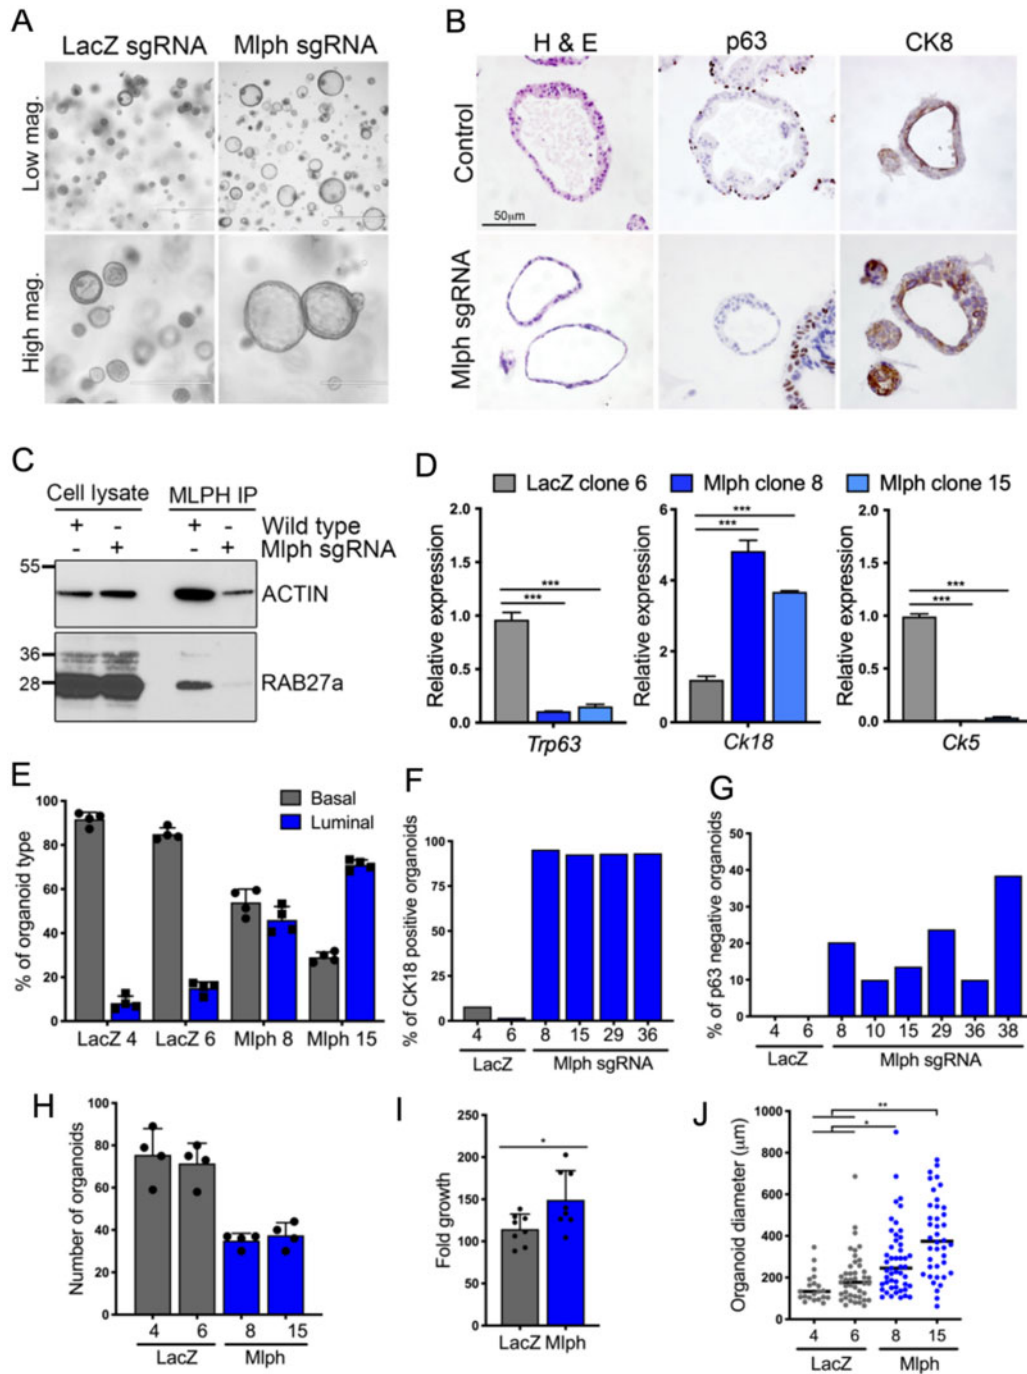 A
LacZ sgRNA Mlph sgRNA
Low mag.
High mag.
B
H & E p63 CK8
Control
50μm
Mlph sgRNA
C
Cell lysate MLPH IP
+ - + - Wild type
- + - + Mlph sgRNA
55
ACTIN
36
28
RAB27a
D
LacZ clone 6 Mlph clone 8 Mlph clone 15
Relative expression
2.0
1.5
1.0
0.5
0.0
***
***
Trp63
Relative expression
6
4
2
0
***
***
Ck18
Relative expression
2.0
1.5
1.0
0.5
0.0
***
***
Ck5
E
Basal
Luminal
% of organoid type
100
80
60
40
20
0
LacZ 4 LacZ 6 Mlph 8 Mlph 15
F
% of CK18 positive organoids
100
75
50
25
0
4 6 8 15 29 36
LacZ Mlph sgRNA
G
% of p63 negative organoids
50
40
30
20
10
0
4 6 8 10 15 29 36 38
LacZ Mlph sgRNA
H
Number of organoids
100
80
60
40
20
0
4 6 8 15
LacZ Mlph
I
Fold growth
250
200
150
100
50
0
*
LacZ Mlph
J
Organoid diameter (μm)
1000
800
600
400
200
0
**
*
4 6 8 15
LacZ Mlph